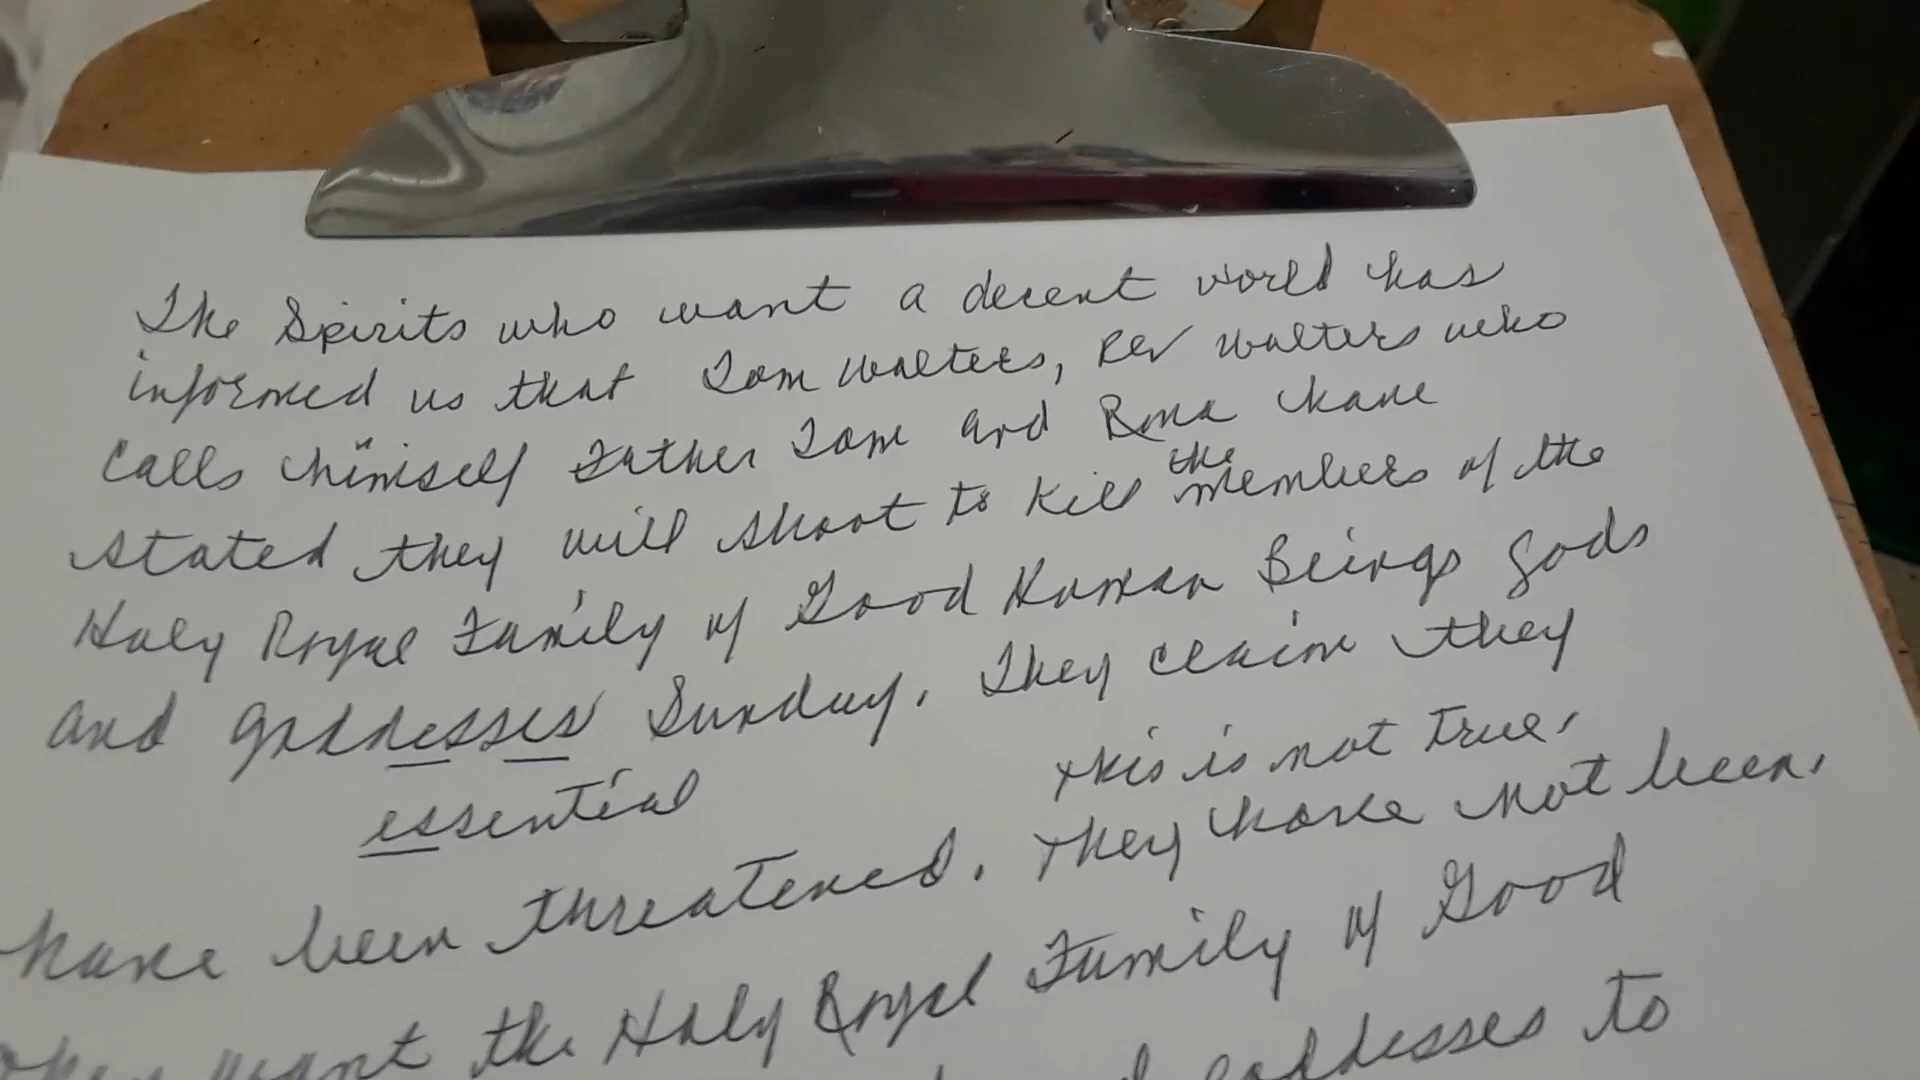 The Spirits who want a decent world has
informed us that Tom Walters, Rev Walters who
calls himself Father Tom and Rona have
stated they will shoot to kill the members of the
Holy Royal Family of Good Human Beings gods
and goddesses Sunday. They claim they
essential
this is not true.
have been threatened. They have not been.
want the Holy Royal Family of Good
goddesses to